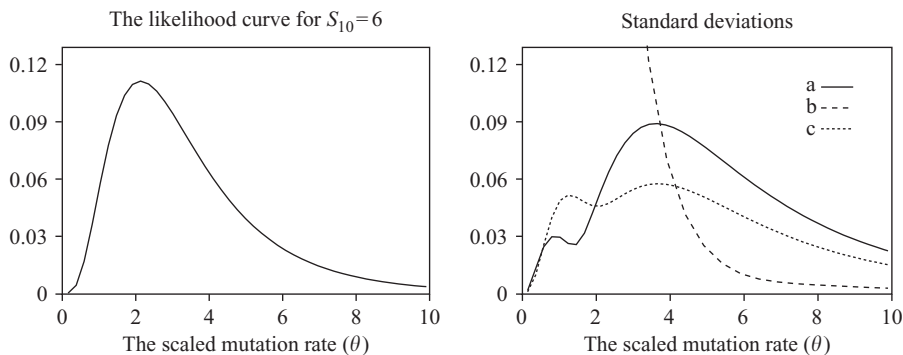 The likelihood curve for S10=6
0.12
0.09
0.06
0.03
0
0 2 4 6 8 10
The scaled mutation rate (θ)
Standard deviations
0.12
0.09
0.06
0.03
0
a
b
c
0 2 4 6 8 10
The scaled mutation rate (θ)